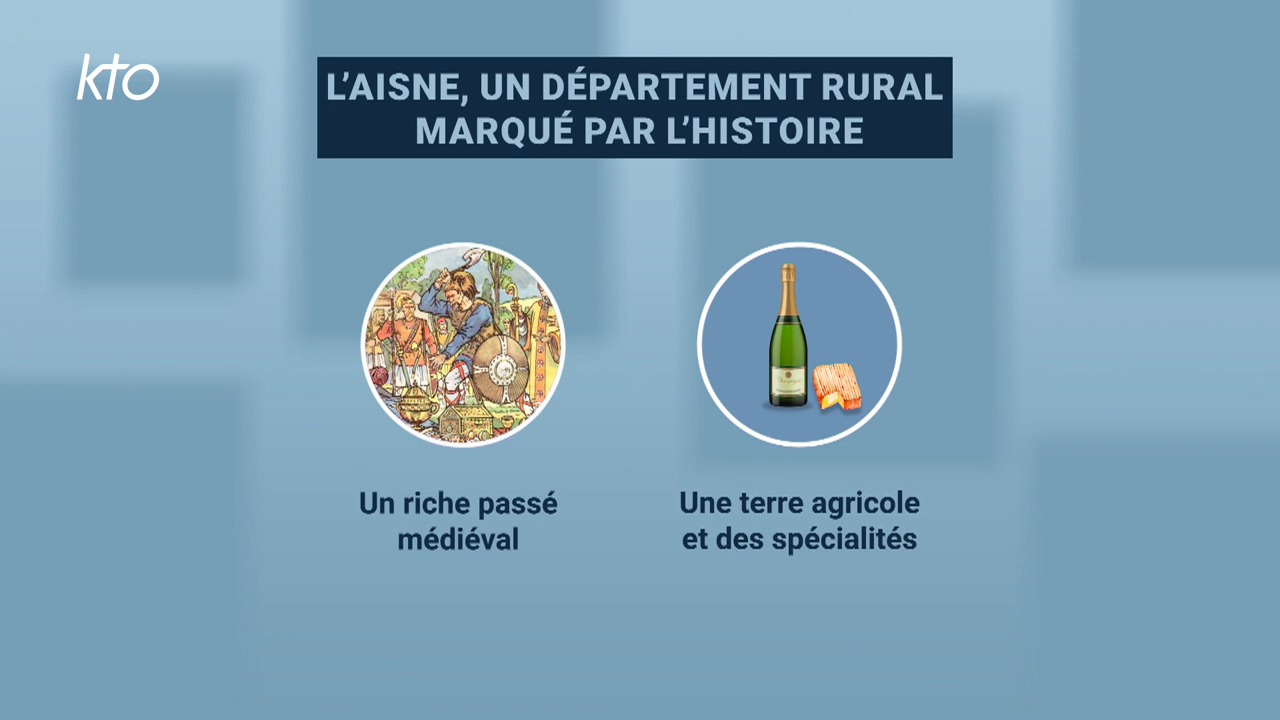 kto
L’AISNE, UN DÉPARTEMENT RURAL
MARQUÉ PAR L’HISTOIRE
Un riche passé
médiéval
Une terre agricole
et des spécialités